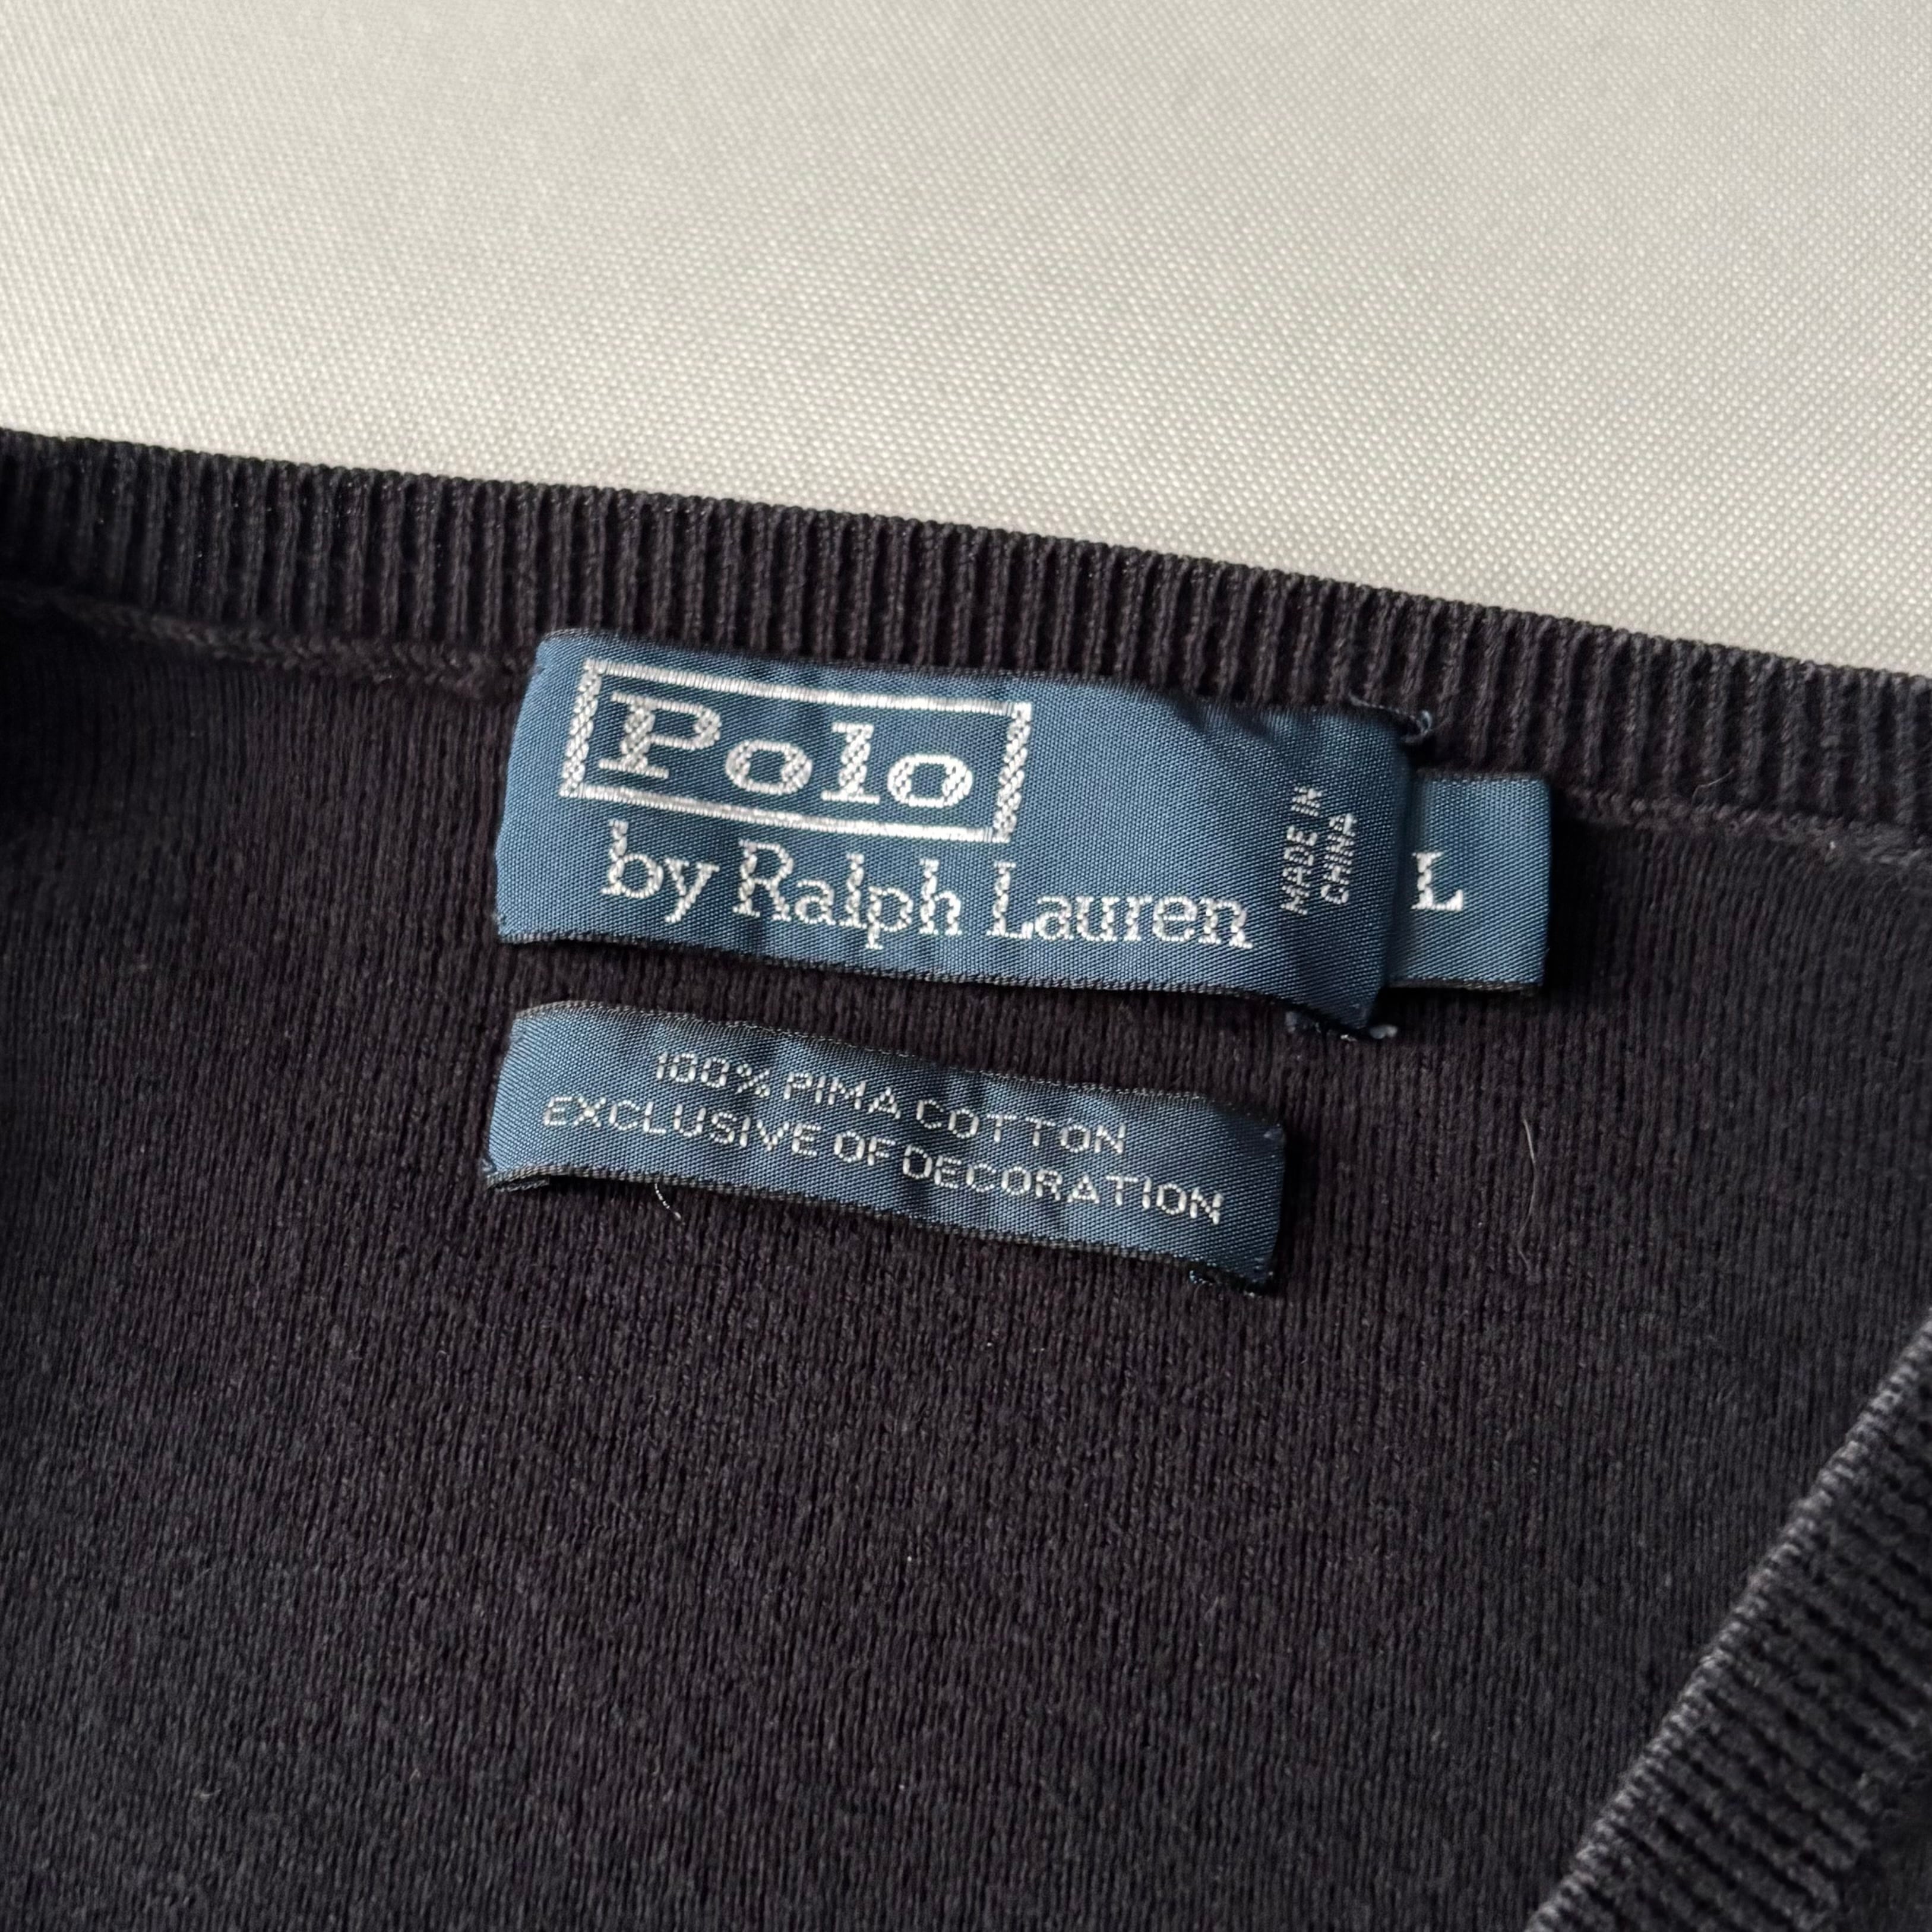 Polo
by Ralph Lauren
MADE IN
CHINA
L
100% PIMA COTTON
EXCLUSIVE OF DECORATION